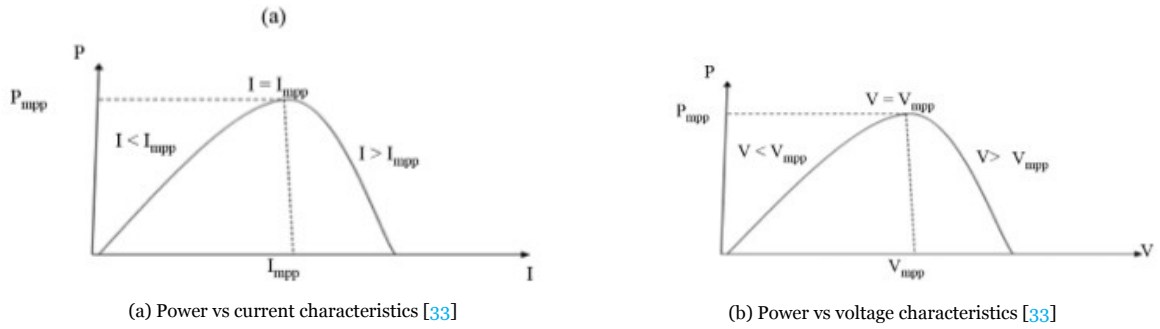 (a)
P
P_mpp
I = I_mpp
I < I_mpp
I > I_mpp
I_mpp
I
(a) Power vs current characteristics [33]
P
P_mpp
V = V_mpp
V < V_mpp
V> V_mpp
V_mpp
V
(b) Power vs voltage characteristics [33]